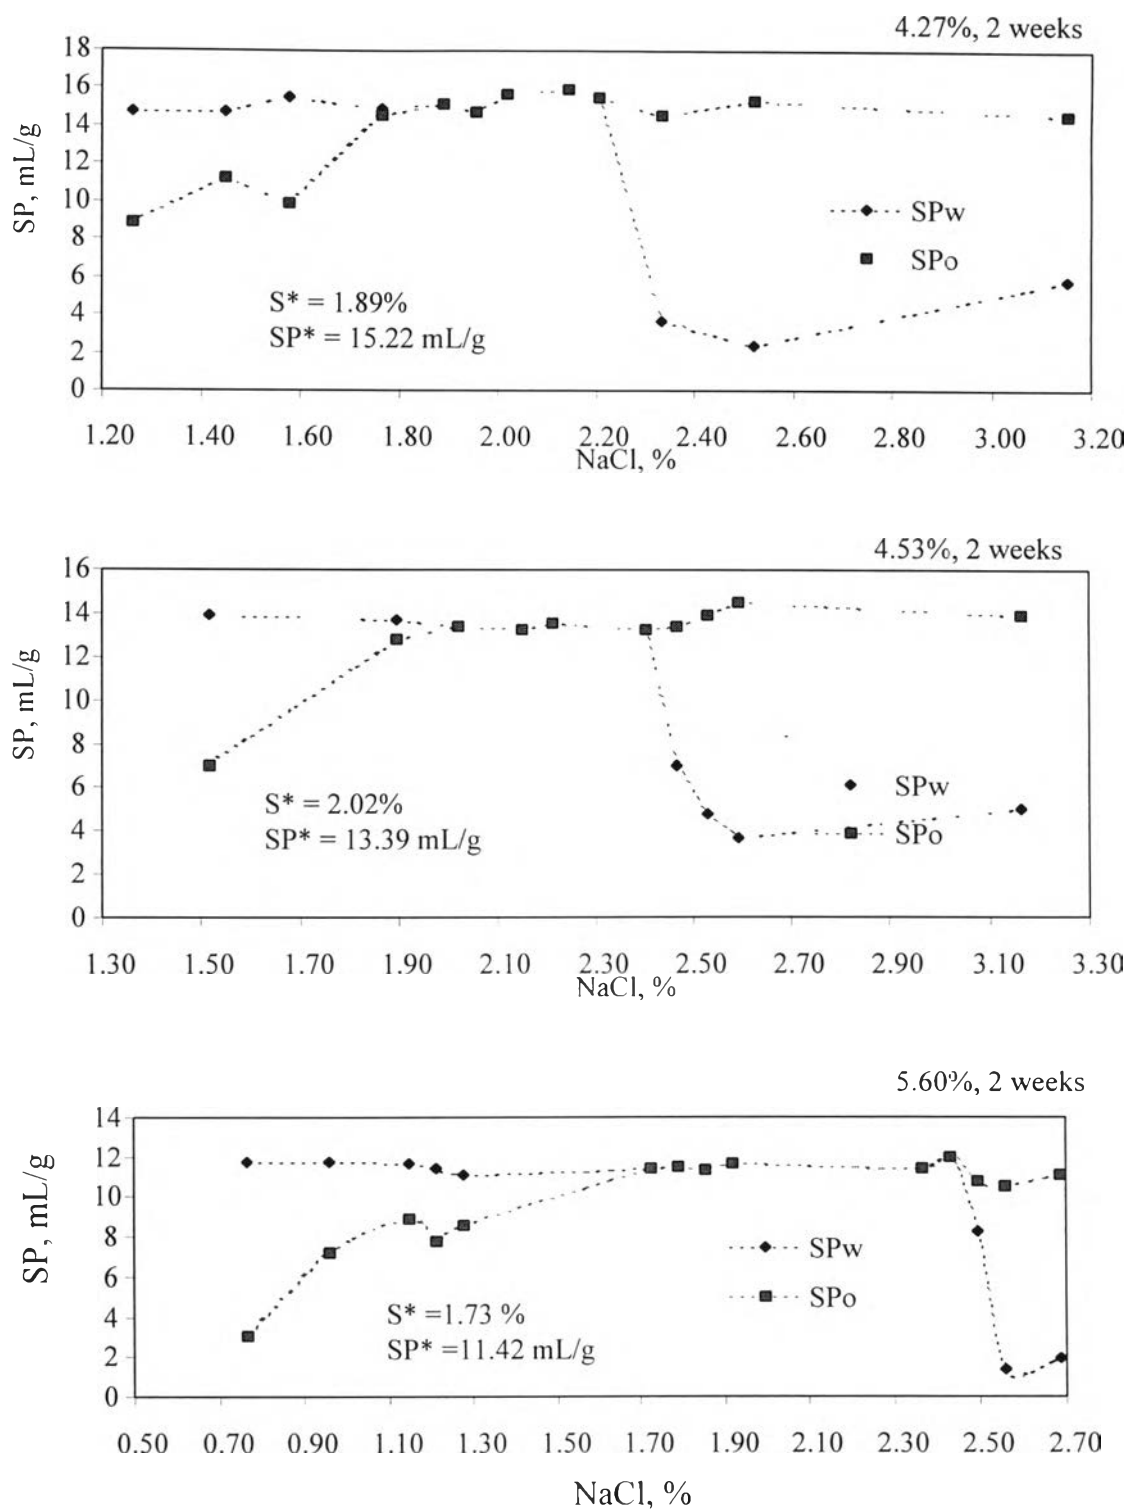 4.27%, 2 weeks
18
16
14
12
10
8
6
4
2
0
SP, mL/g
SPw
SPo
S* = 1.89%
SP* = 15.22 mL/g
1.20 1.40 1.60 1.80 2.00 2.20 2.40 2.60 2.80 3.00 3.20
NaCl, %
4.53%, 2 weeks
16
14
12
10
8
6
4
2
0
SP, mL/g
SPw
SPo
S* = 2.02%
SP* = 13.39 mL/g
1.30 1.50 1.70 1.90 2.10 2.30 2.50 2.70 2.90 3.10 3.30
NaCl, %
5.60%, 2 weeks
14
12
10
8
6
4
2
0
SP, mL/g
SPw
SPo
S* =1.73 %
SP* =11.42 mL/g
0.50 0.70 0.90 1.10 1.30 1.50 1.70 1.90 2.10 2.30 2.50 2.70
NaCl, %